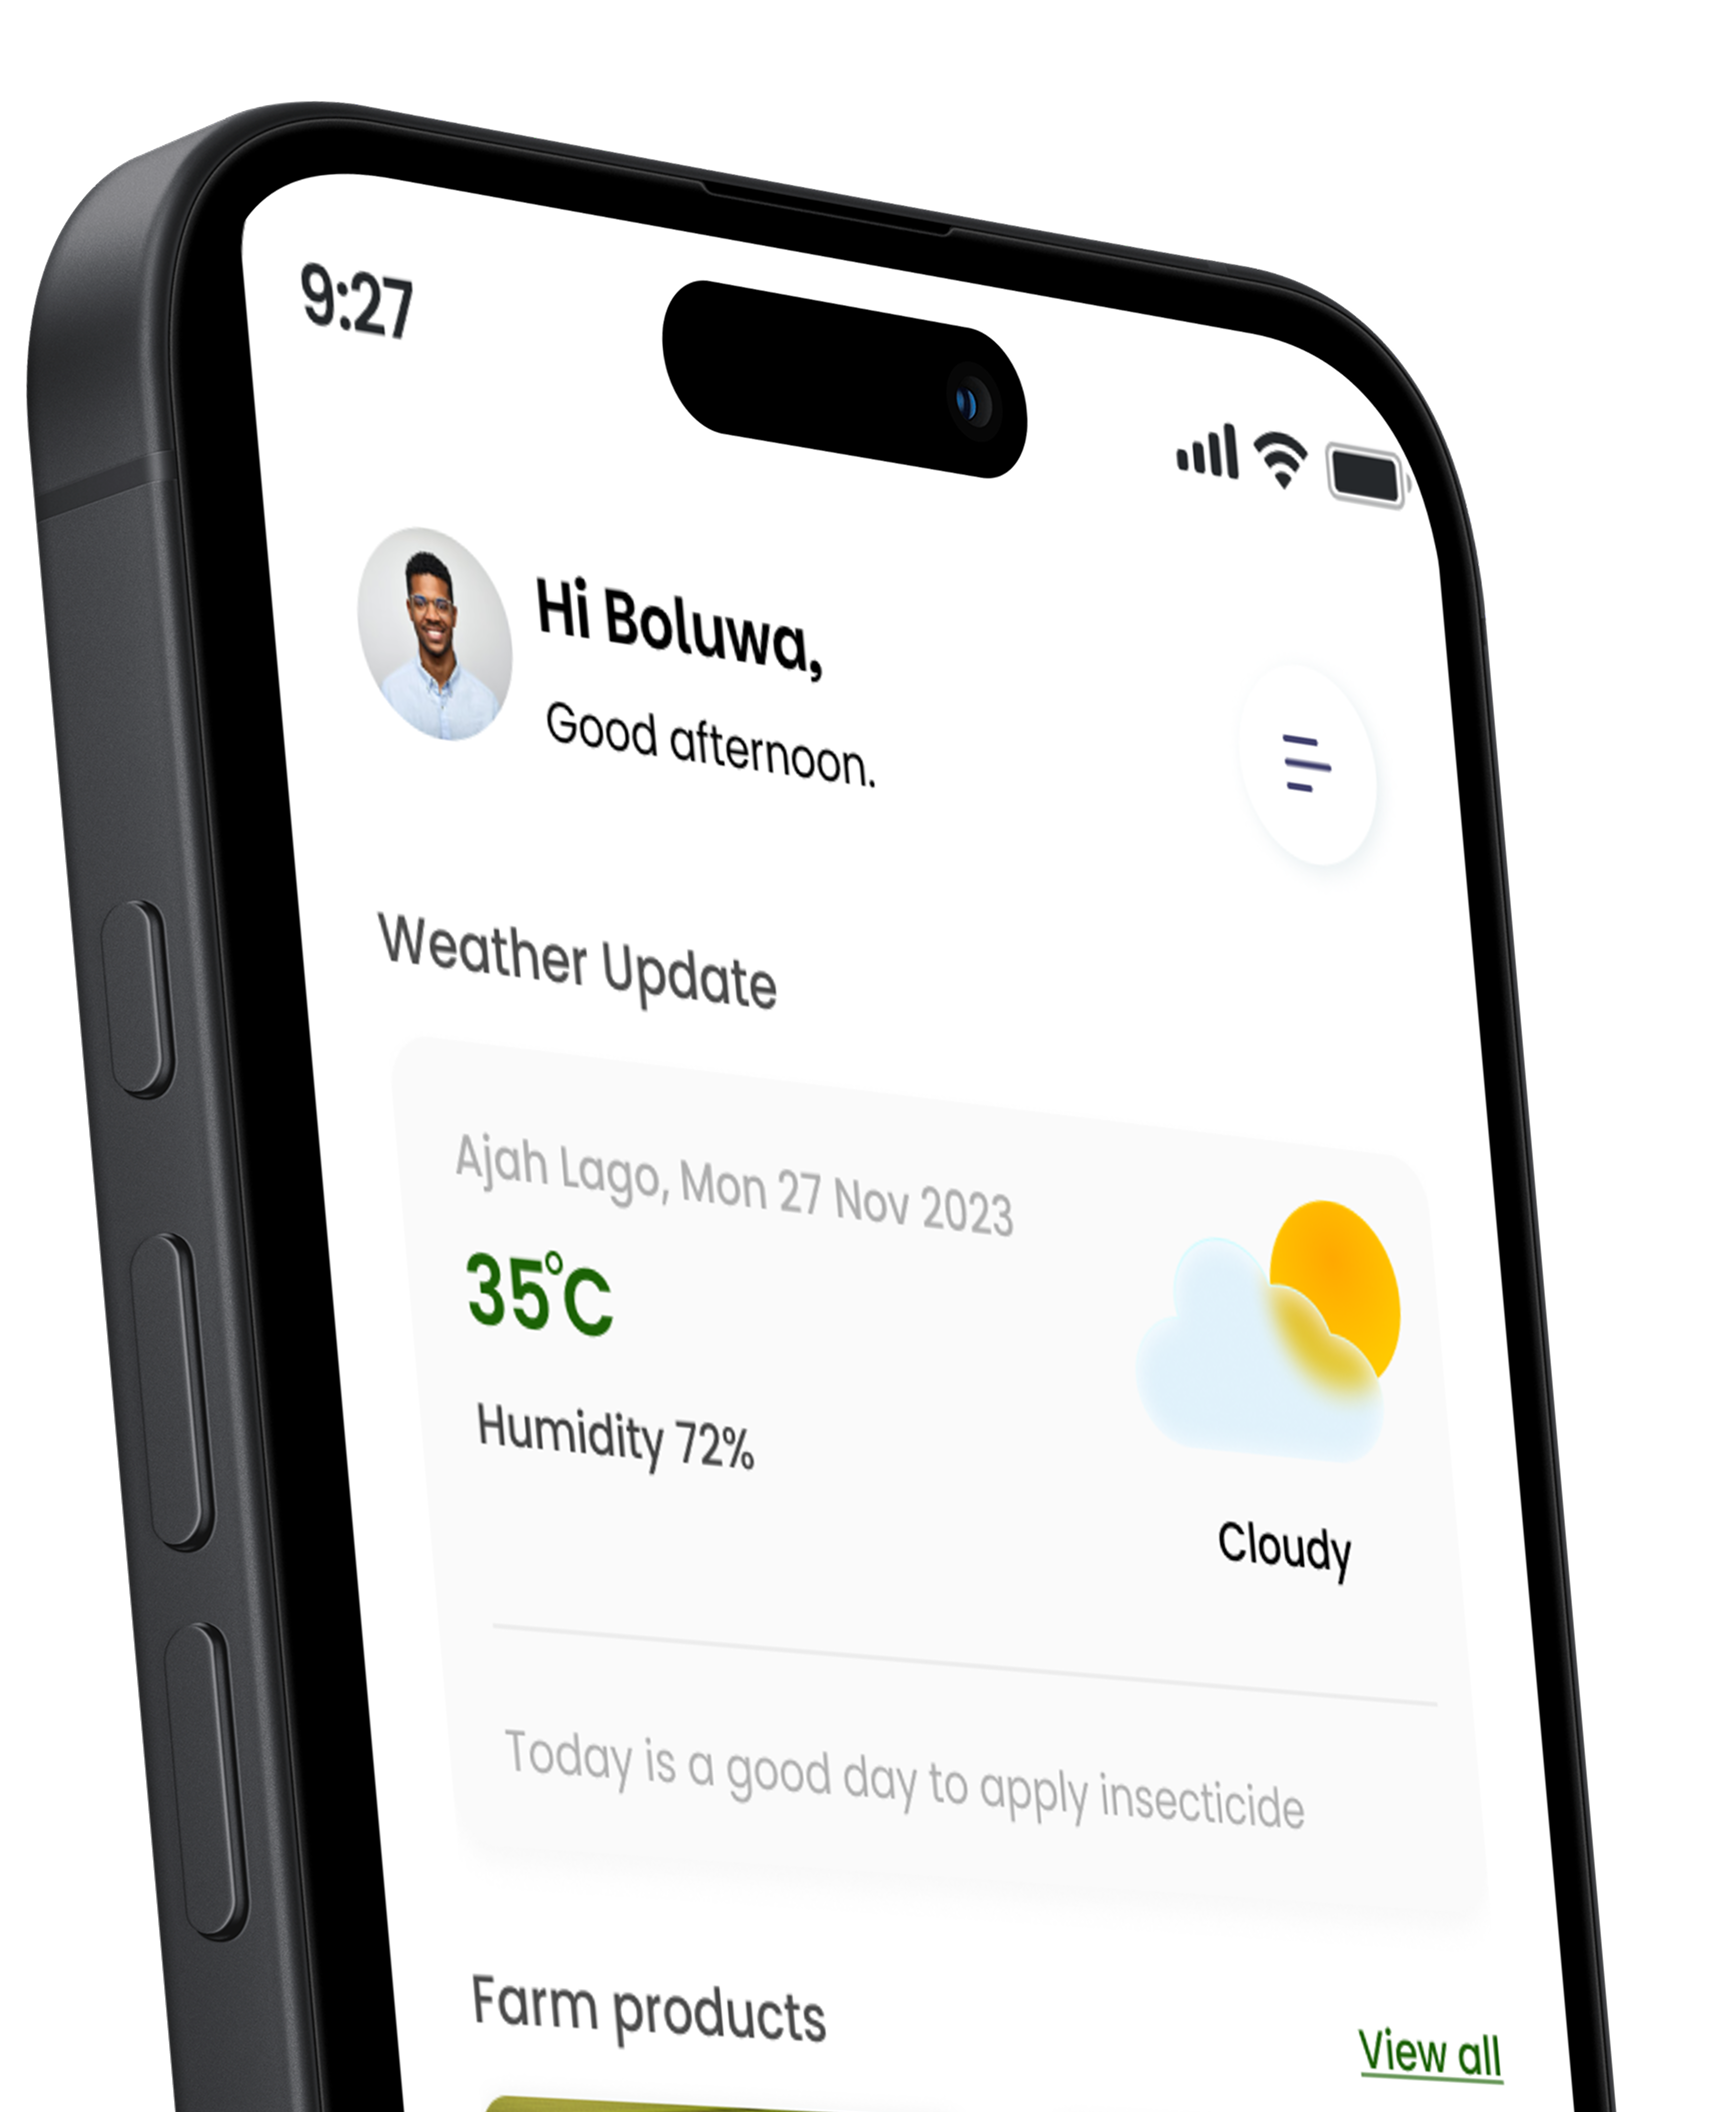 9:27
Hi Boluwa,
Good afternoon.
Weather Update
Ajah Lago, Mon 27 Nov 2023
35°C
Humidity 72%
Cloudy
Today is a good day to apply insecticide
Farm products
View all